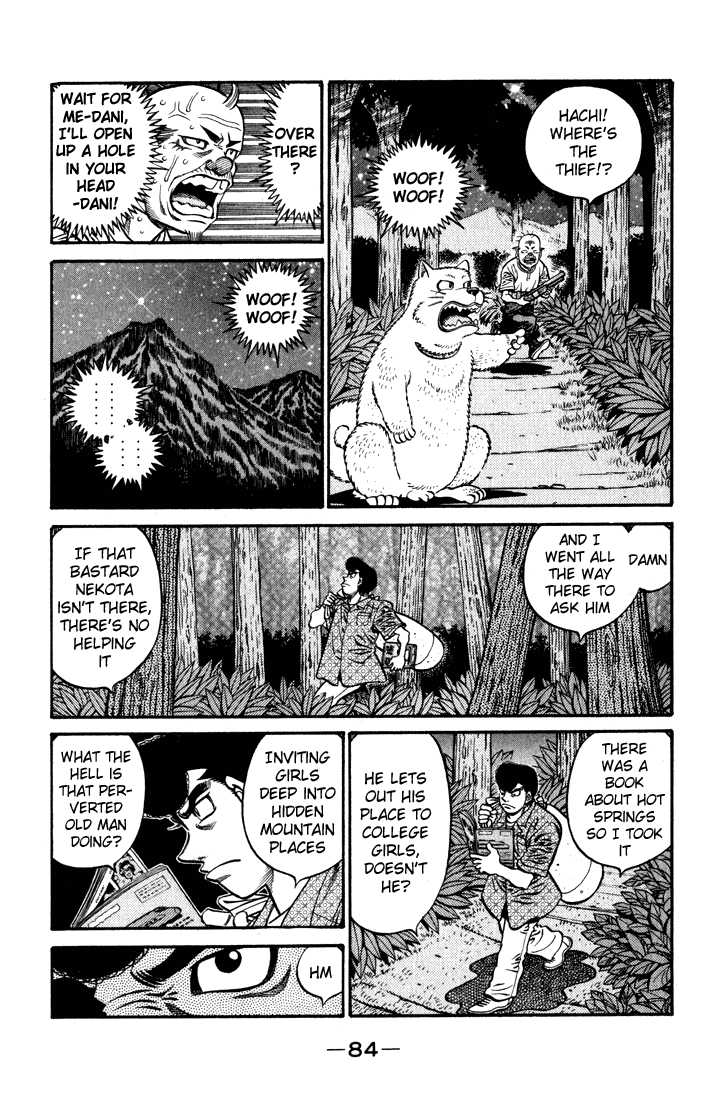 HACHI!
WHERE'S
THE
THIEF!?
WOOF!
WOOF!
OVER
THERE
?
WAIT FOR
ME-DANI,
I'LL OPEN
UP A HOLE
IN YOUR
HEAD
-DANI!
WOOF!
WOOF!
DAMN
AND I
WENT ALL
THE WAY
THERE TO
ASK HIM
IF THAT
BASTARD
NEKOTA
ISN'T THERE,
THERE'S NO
HELPING
IT
THERE
WAS A
BOOK
ABOUT HOT
SPRINGS
SO I TOOK
IT
HE LETS
OUT HIS
PLACE TO
COLLEGE
GIRLS,
DOESN'T
HE?
INVITING
GIRLS
DEEP INTO
HIDDEN
MOUNTAIN
PLACES
WHAT THE
HELL IS
THAT PER-
VERTED
OLD MAN
DOING?
HM
—84—